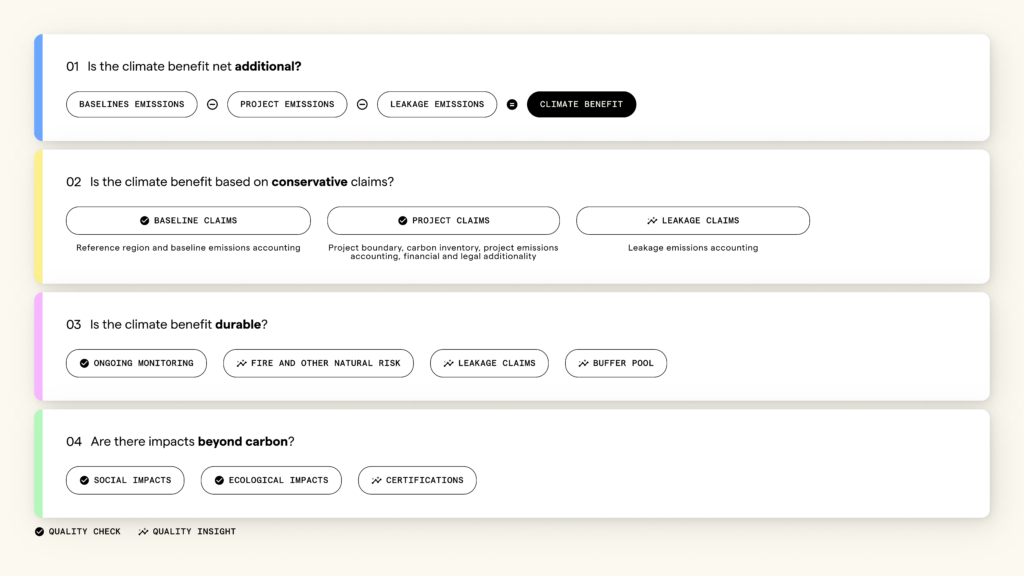 01 Is the climate benefit net additional?
BASELINES EMISSIONS PROJECT EMISSIONS LEAKAGE EMISSIONS = CLIMATE BENEFIT
02 Is the climate benefit based on conservative claims?
BASELINE CLAIMS PROJECT CLAIMS LEAKAGE CLAIMS
Reference region and baseline emissions accounting
Project boundary, carbon inventory, project emissions
accounting, financial and legal additionality
Leakage emissions accounting
03 Is the climate benefit durable?
ONGOING MONITORING FIRE AND OTHER NATURAL RISK LEAKAGE CLAIMS BUFFER POOL
04 Are there impacts beyond carbon?
SOCIAL IMPACTS ECOLOGICAL IMPACTS CERTIFICATIONS
QUALITY CHECK QUALITY INSIGHT